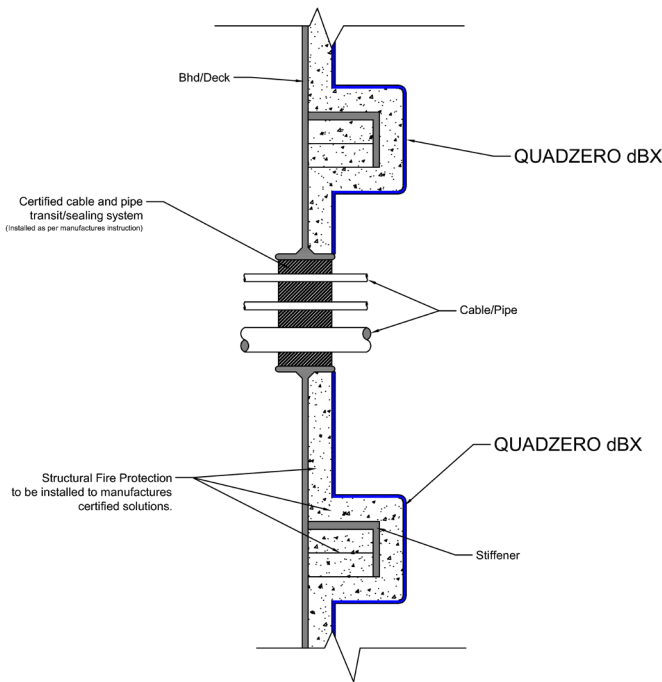 Bhd/Deck
QUADZERO dBX
Certified cable and pipe
transit/sealing system
(Installed as per manufactures instruction)
Cable/Pipe
QUADZERO dBX
Structural Fire Protection
to be installed to manufactures
certified solutions.
Stiffener